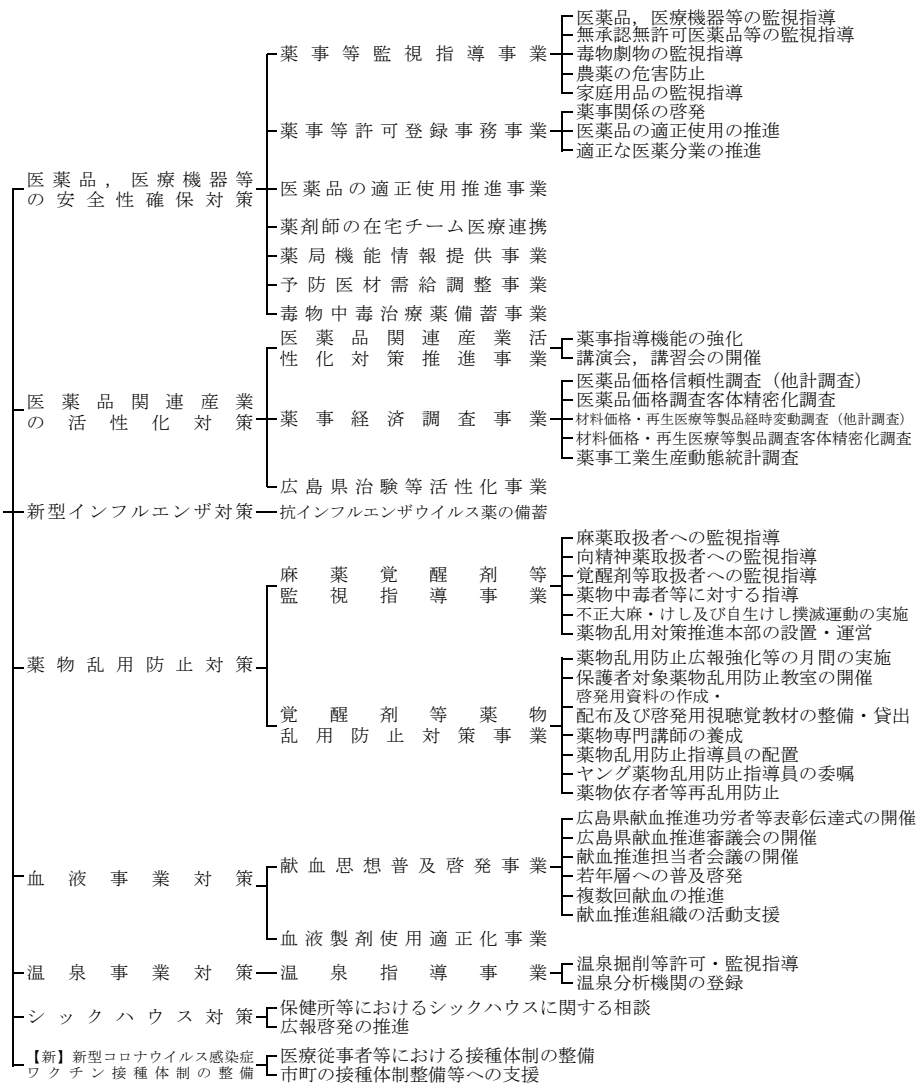 医薬品，医療機器等
の安全性確保対策
薬事等監視指導事業
医薬品，医療機器等の監視指導
無承認無許可医薬品等の監視指導
毒物劇物の監視指導
農薬の危害防止
家庭用品の監視指導
薬事等許可登録事務事業
薬事関係の啓発
医薬品の適正使用の推進
適正な医薬分業の推進
医薬品の適正使用推進事業
薬剤師の在宅チーム医療連携
薬局機能情報提供事業
予防医材需給調整事業
毒物中毒治療薬備蓄事業
医薬品関連産業
の活性化対策
医薬品関連産業活
性化対策推進事業
薬事指導機能の強化
講演会，講習会の開催
薬事経済調査事業
医薬品価格信頼性調査（他計調査）
医薬品価格調査客体精密化調査
材料価格・再生医療等製品経時変動調査（他計調査）
材料価格・再生医療等製品調査客体精密化調査
薬事工業生産動態統計調査
広島県治験等活性化事業
新型インフルエンザ対策
抗インフルエンザウイルス薬の備蓄
薬物乱用防止対策
麻薬覚醒剤等
監視指導事業
麻薬取扱者への監視指導
向精神薬取扱者への監視指導
覚醒剤等取扱者への監視指導
薬物中毒者等に対する指導
不正大麻・けし及び自生けし撲滅運動の実施
薬物乱用対策推進本部の設置・運営
覚醒剤等薬物
乱用防止対策事業
薬物乱用防止広報強化等の月間の実施
保護者対象薬物乱用防止教室の開催
啓発用資料の作成・
配布及び啓発用視聴覚教材の整備・貸出
薬物専門講師の養成
薬物乱用防止指導員の配置
ヤング薬物乱用防止指導員の委嘱
薬物依存者等再乱用防止
血液事業対策
献血思想普及啓発事業
広島県献血推進功労者等表彰伝達式の開催
広島県献血推進審議会の開催
献血推進担当者会議の開催
若年層への普及啓発
複数回献血の推進
献血推進組織の活動支援
血液製剤使用適正化事業
温泉事業対策
温泉指導事業
温泉掘削等許可・監視指導
温泉分析機関の登録
シックハウス対策
保健所等におけるシックハウスに関する相談
広報啓発の推進
【新】新型コロナウイルス感染症
ワクチン接種体制の整備
医療従事者等における接種体制の整備
市町の接種体制整備等への支援